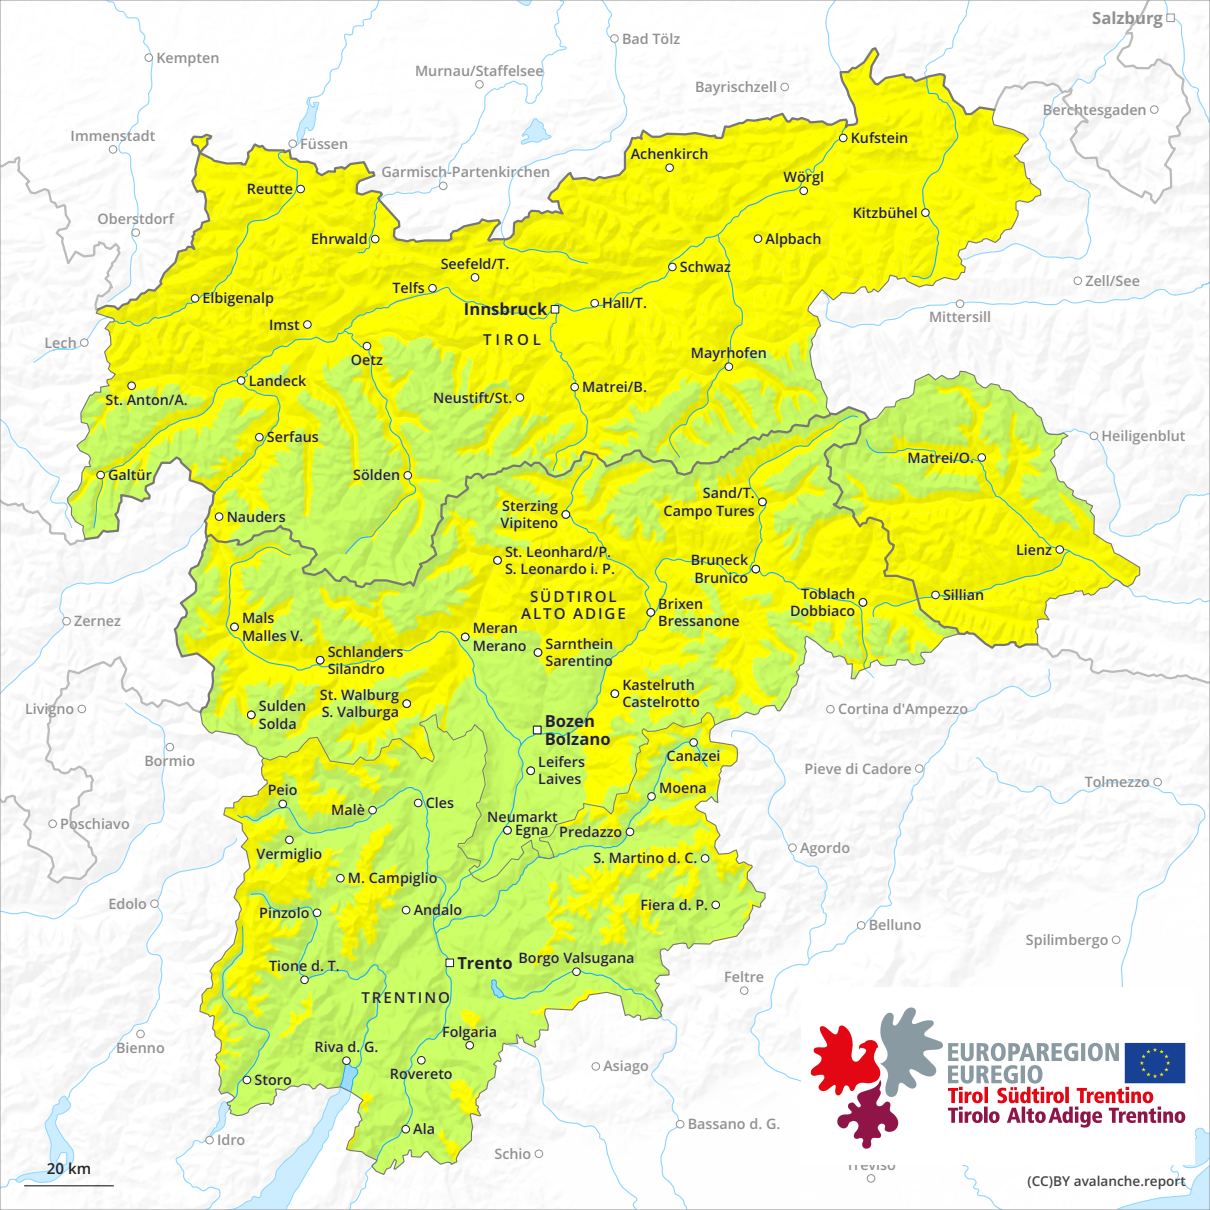 Salzburg
Kempten
Bad Tölz
Murnau/Staffelsee
Bayrischzell
Berchtesgaden
Immenstadt
Füssen
Kufstein
Achenkirch
Garmisch-Partenkirchen
Wörgl
Reutte
Oberstdorf
Kitzbühel
Ehrwald
Alpbach
Seefeld/T.
Schwaz
Zell/See
Telfs
Elbigenalp
Hall/T.
Innsbruck
Mittersill
Imst
TIROL
Lech
Oetz
Mayrhofen
Landeck
Matrei/B.
St. Anton/A.
Neustift/St.
Serfaus
Heiligenblut
Matrei/O.
Galtür
Sölden
Sand/T.
Campo Tures
Sterzing
Vipiteno
Nauders
St. Leonhard/P.
S. Leonardo i. P.
Lienz
Bruneck
Brunico
SÜDTIROL
ALTO ADIGE
Toblach
Dobbiaco
Sillian
Brixen
Bressanone
Zernez
Mals
Malles V.
Meran
Merano
Sarnthein
Sarentino
Schlanders
Silandro
Kastelruth
Castelrotto
St. Walburg
S. Valburga
Livigno
Sulden
Solda
Cortina d'Ampezzo
Bozen
Bolzano
Bormio
Canazei
Leifers
Laives
Pieve di Cadore
Tolmezzo
Peio
Moena
Malè
Cles
Poschiavo
Neumarkt
Egna
Predazzo
Vermiglio
S. Martino d. C.
Agordo
M. Campiglio
Edolo
Pinzolo
Andalo
Fiera d. P.
Belluno
Spilimbergo
Trento
Borgo Valsugana
Tione d. T.
Feltre
TRENTINO
Folgaria
Bienno
Riva d. G.
Rovereto
Asiago
Storo
EUROPAREGION
EUREGIO
Tirol Südtirol Trentino
Tirolo Alto Adige Trentino
Ala
Bassano d. G.
Idro
Schio
Treviso
20 km
(CC)BY avalanche.report